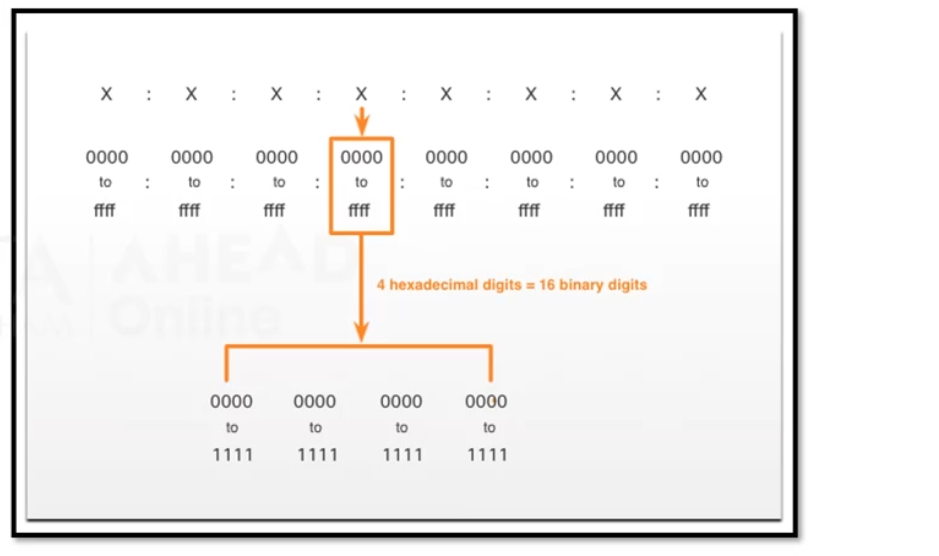 X : X : X : X : X : X : X : X
0000 0000 0000 0000 0000 0000 0000 0000
to : to : to : to : to : to : to : to
ffff ffff ffff ffff ffff ffff ffff ffff
AHEAD
4 hexadecimal digits = 16 binary digits
Online
0000 0000 0000 0000
to to to to
1111 1111 1111 1111